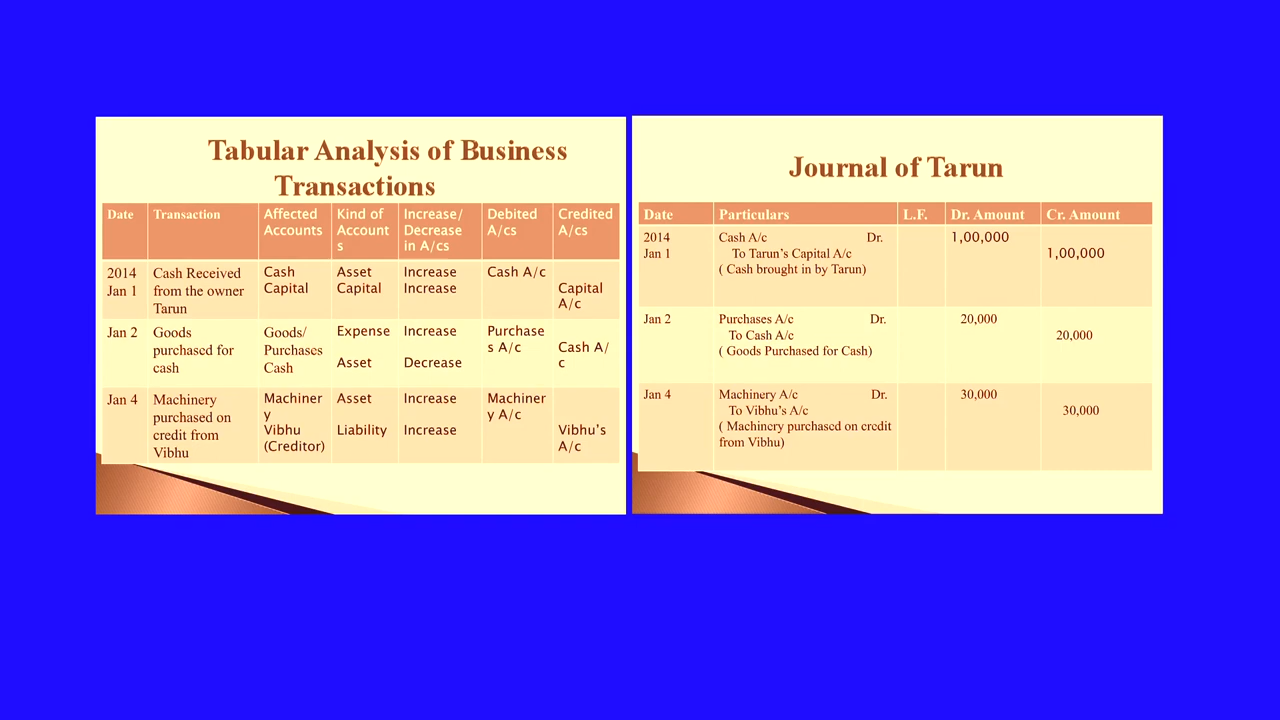 Tabular Analysis of Business
Transactions
Date Transaction Affected Accounts Kind of Account s Increase/ Decrease in A/cs Debited A/cs Credited A/cs
2014 Jan 1 Cash Received from the owner Tarun Cash Capital Asset Capital Increase Increase Cash A/c Capital A/c
Jan 2 Goods purchased for cash Goods/ Purchases Cash Expense Asset Increase Decrease Purchase s A/c Cash A/ c
Jan 4 Machinery purchased on credit from Vibhu Machiner y Vibhu (Creditor) Asset Liability Increase Increase Machiner y A/c Vibhu's A/c
Journal of Tarun
Date Particulars L.F. Dr. Amount Cr. Amount
2014 Cash A/c Dr. 1,00,000
Jan 1 To Tarun's Capital A/c 1,00,000
( Cash brought in by Tarun)
Jan 2 Purchases A/c Dr. 20,000
To Cash A/c 20,000
( Goods Purchased for Cash)
Jan 4 Machinery A/c Dr. 30,000
To Vibhu's A/c 30,000
( Machinery purchased on credit
from Vibhu)